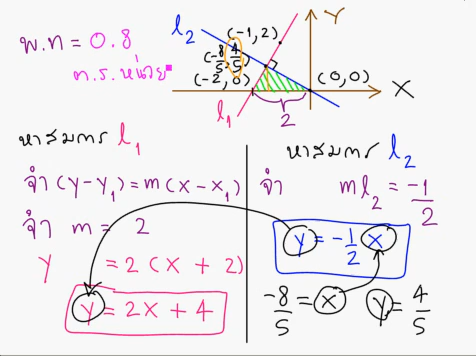 พ.ท = 0.8
ต.ร.หน่วย
l₂
(-1, 2)
Y
(-8/5, 4/5)
(-2, 0)
(0, 0)
X
l₁
2
หาสมการ l₁
จำ (y-y₁) = m(x-x₁)
จำ m = 2
y = 2(x + 2)
y = 2x + 4
หาสมการ l₂
จำ ml₂ = -1/2
y = -1/2 x
-8/5 = x
y = 4/5